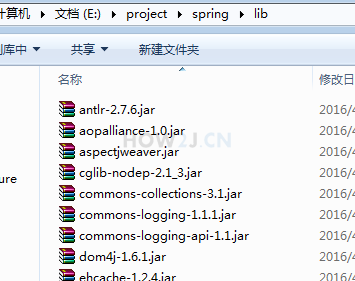 计算机 ▸ 文档 (E:) ▸ project ▸ spring ▸ lib
库中 ▾ 共享 ▾ 新建文件夹
名称 修改日
antlr-2.7.6.jar 2016/4
aopalliance-1.0.jar 2016/4
aspectjweaver.jar 2016/4
HOW2J.CN
cglib-nodep-2.1_3.jar 2016/4
ure commons-collections-3.1.jar 2016/4
commons-logging-1.1.1.jar 2016/4
commons-logging-api-1.1.jar 2016/4
dom4j-1.6.1.jar 2016/4
ehcache-1.2.4.jar 2016/4